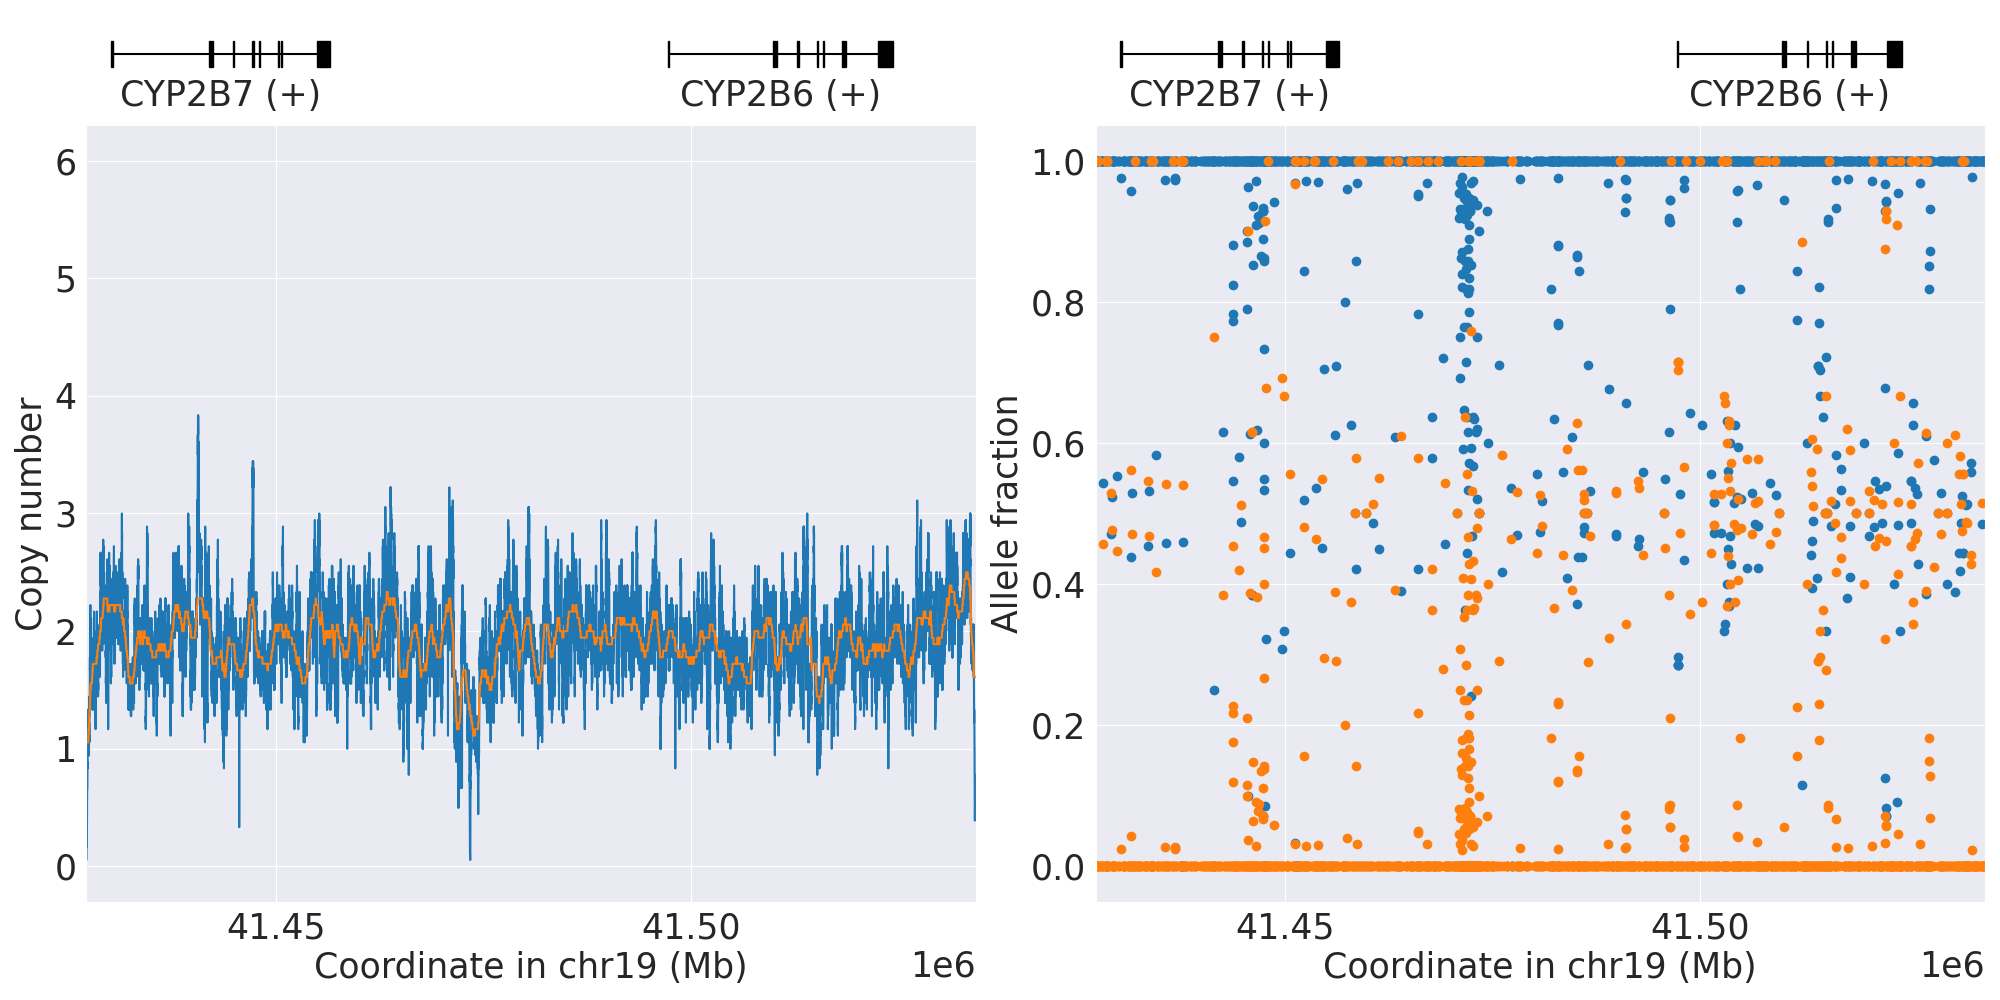 CYP2B7 (+) CYP2B6 (+)
Copy number
6
5
4
3
2
1
0
41.45 41.50
Coordinate in chr19 (Mb)
1e6
CYP2B7 (+) CYP2B6 (+)
Allele fraction
1.0
0.8
0.6
0.4
0.2
0.0
41.45 41.50
Coordinate in chr19 (Mb)
1e6